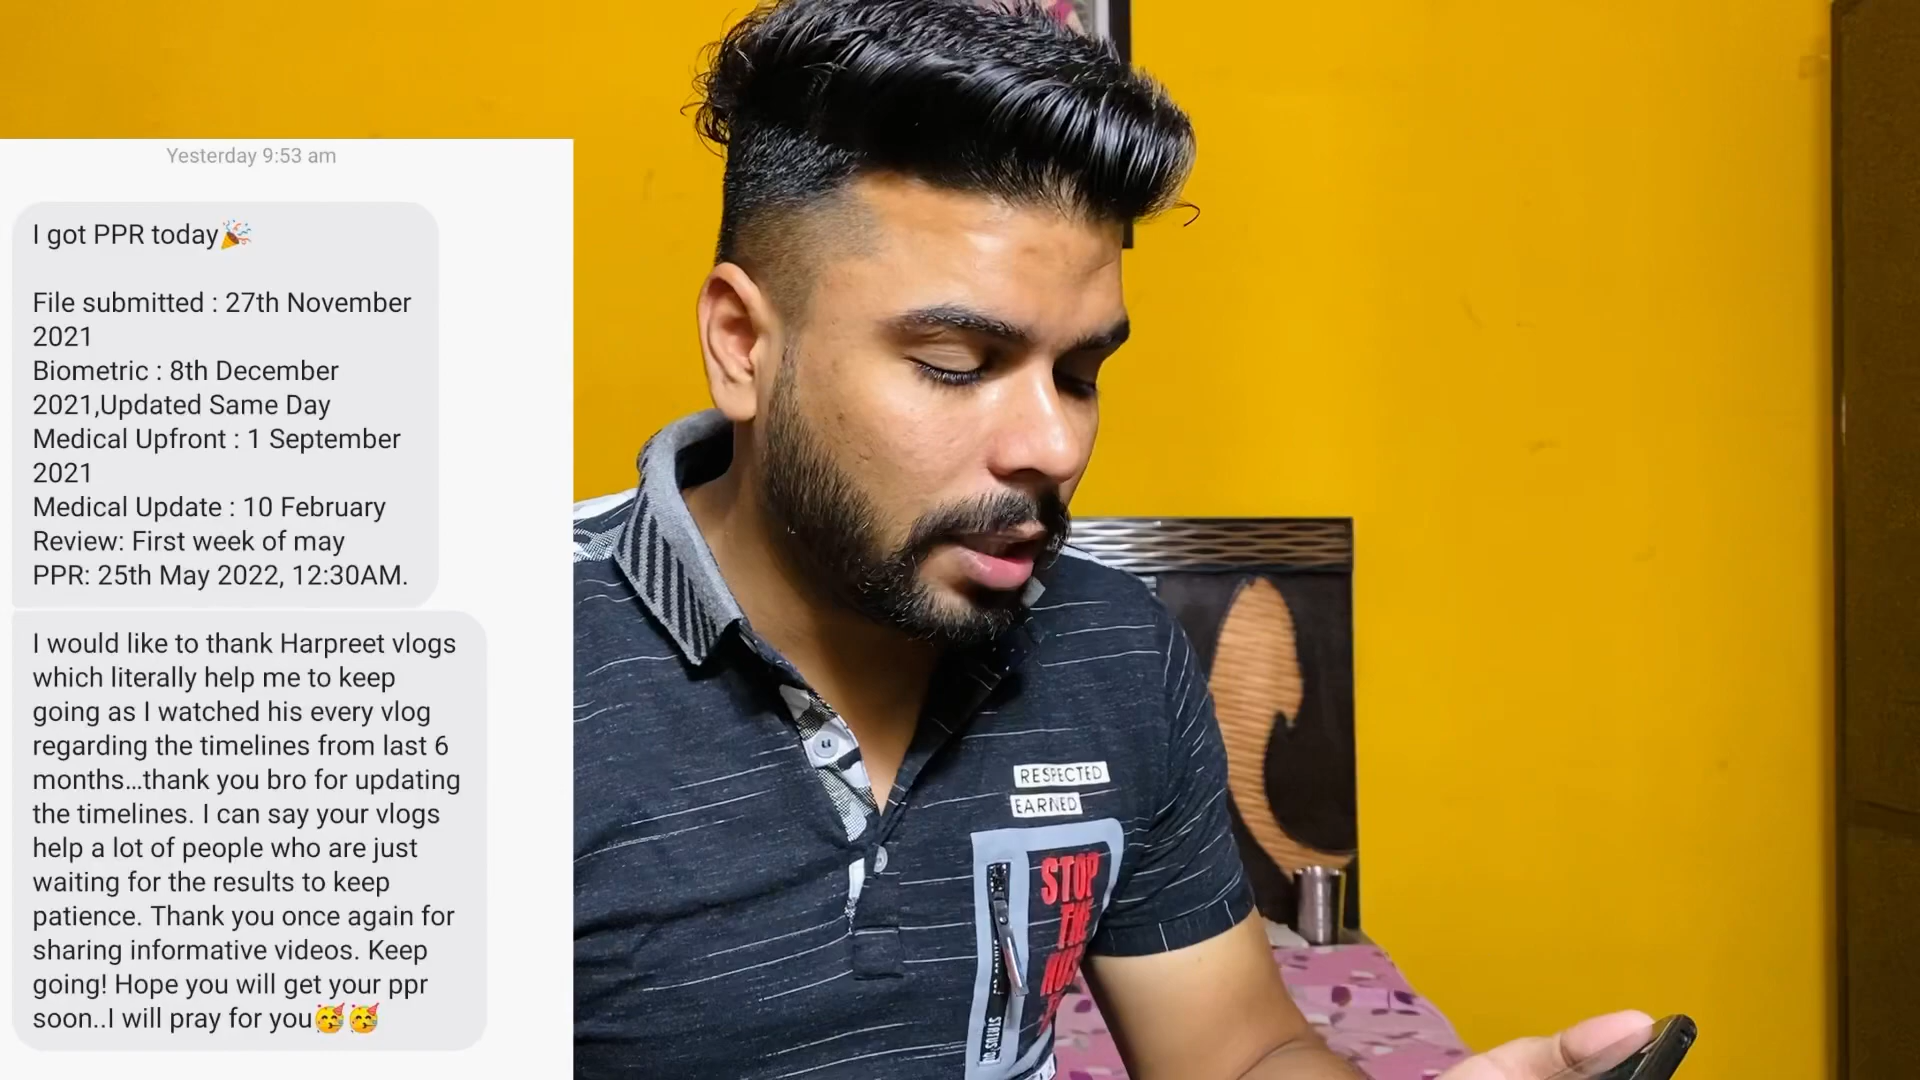 Yesterday 9:53 am
I got PPR today🎉
File submitted : 27th November
2021
Biometric : 8th December
2021,Updated Same Day
Medical Upfront : 1 September
2021
Medical Update : 10 February
Review: First week of may
PPR: 25th May 2022, 12:30AM.
I would like to thank Harpreet vlogs
which literally help me to keep
going as I watched his every vlog
regarding the timelines from last 6
months...thank you bro for updating
the timelines. I can say your vlogs
help a lot of people who are just
waiting for the results to keep
patience. Thank you once again for
sharing informative videos. Keep
going! Hope you will get your ppr
soon..I will pray for you🥳🥳
RESPECTED
EARNED
STOP
THE
STATUS